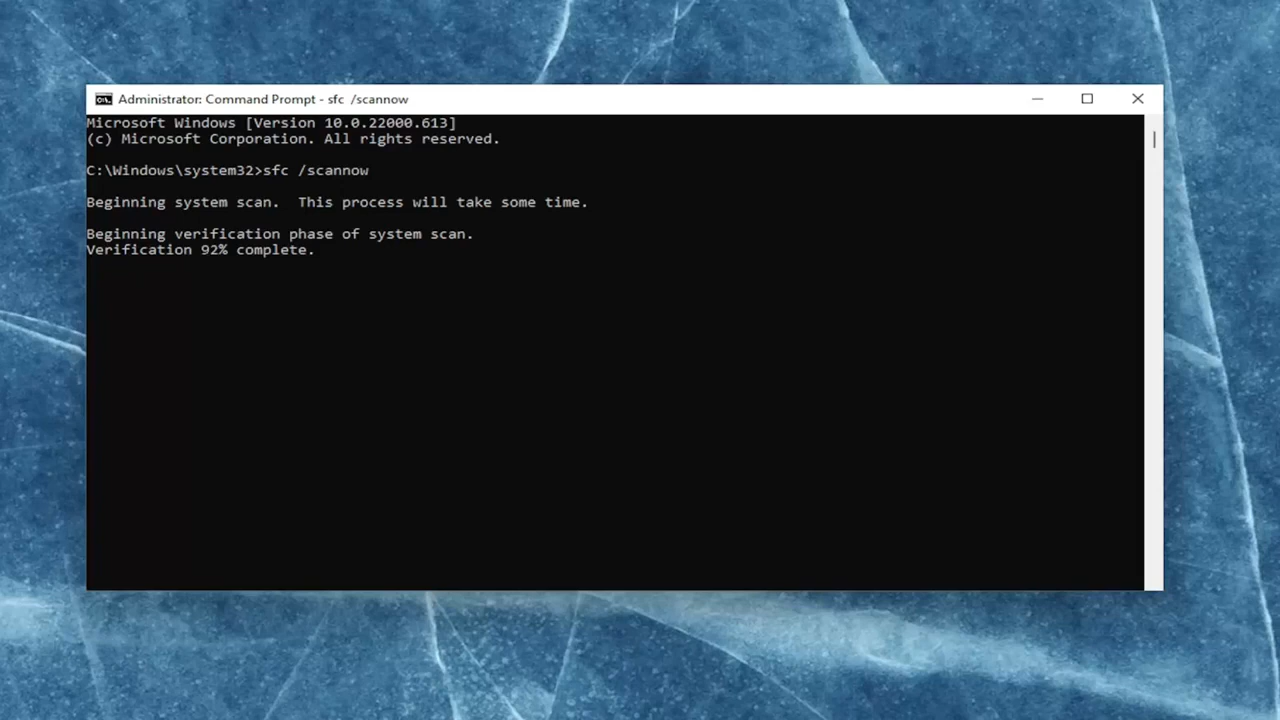 Administrator: Command Prompt - sfc  /scannow
Microsoft Windows [Version 10.0.22000.613]
(c) Microsoft Corporation. All rights reserved.
C:\Windows\system32>sfc /scannow
Beginning system scan.  This process will take some time.
Beginning verification phase of system scan.
Verification 92% complete.